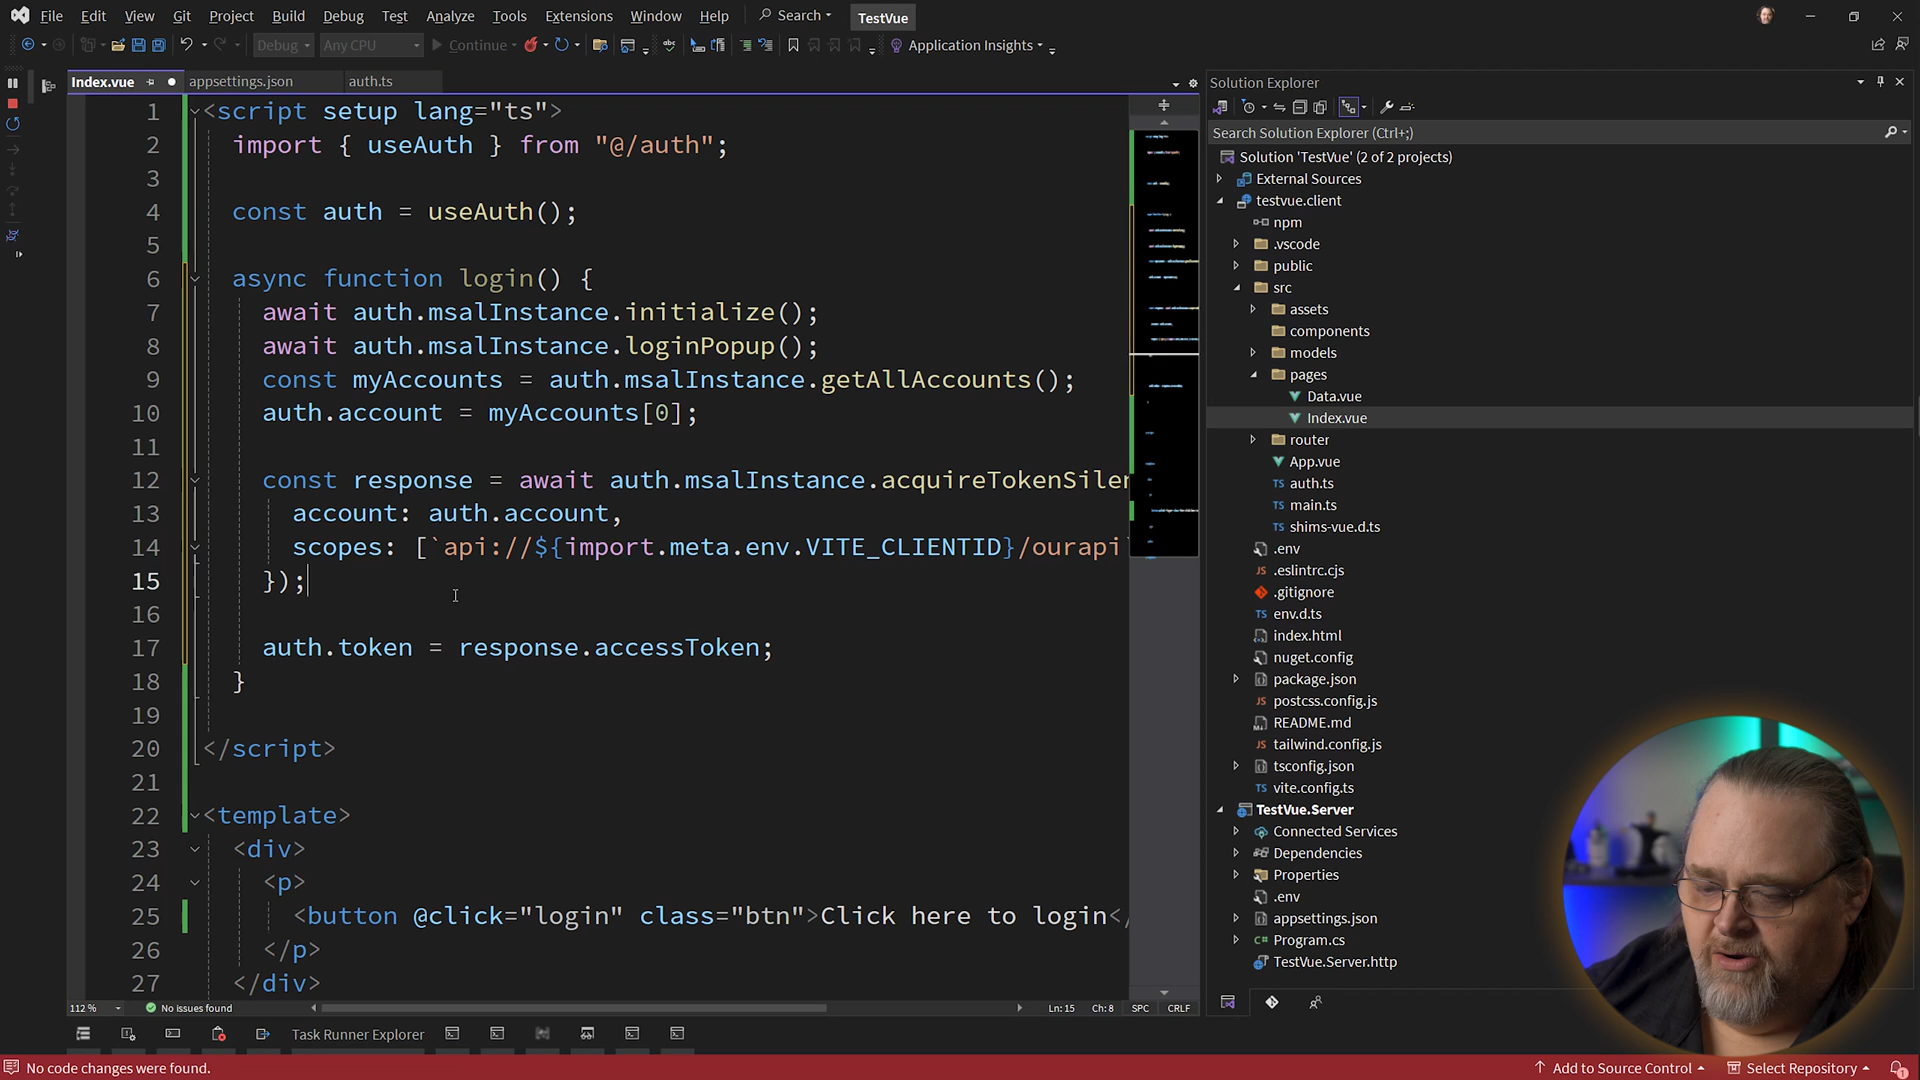 File Edit View Git Project Build Debug Test Analyze Tools Extensions Window Help Search TestVue
Debug Any CPU Continue Application Insights
Index.vue appsettings.json auth.ts
1 <script setup lang="ts">
2 import { useAuth } from "@/auth";
3
4 const auth = useAuth();
5
6 async function login() {
7 await auth.msalInstance.initialize();
8 await auth.msalInstance.loginPopup();
9 const myAccounts = auth.msalInstance.getAllAccounts();
10 auth.account = myAccounts[0];
11
12 const response = await auth.msalInstance.acquireTokenSilen
13 account: auth.account,
14 scopes: [`api://${import.meta.env.VITE_CLIENTID}/ourapi`
15 });
16
17 auth.token = response.accessToken;
18 }
19
20 </script>
21
22 <template>
23 <div>
24 <p>
25 <button @click="login" class="btn">Click here to login</
26 </p>
27 </div>
112 % No issues found Ln: 15 Ch: 8 SPC CRLF
Task Runner Explorer
Solution Explorer
Search Solution Explorer (Ctrl+;)
Solution 'TestVue' (2 of 2 projects)
External Sources
testvue.client
npm
.vscode
public
src
assets
components
models
pages
Data.vue
Index.vue
router
App.vue
auth.ts
main.ts
shims-vue.d.ts
.env
.eslintrc.cjs
.gitignore
env.d.ts
index.html
nuget.config
package.json
postcss.config.js
README.md
tailwind.config.js
tsconfig.json
vite.config.ts
TestVue.Server
Connected Services
Dependencies
Properties
.env
appsettings.json
Program.cs
TestVue.Server.http
No code changes were found. Add to Source Control Select Repository